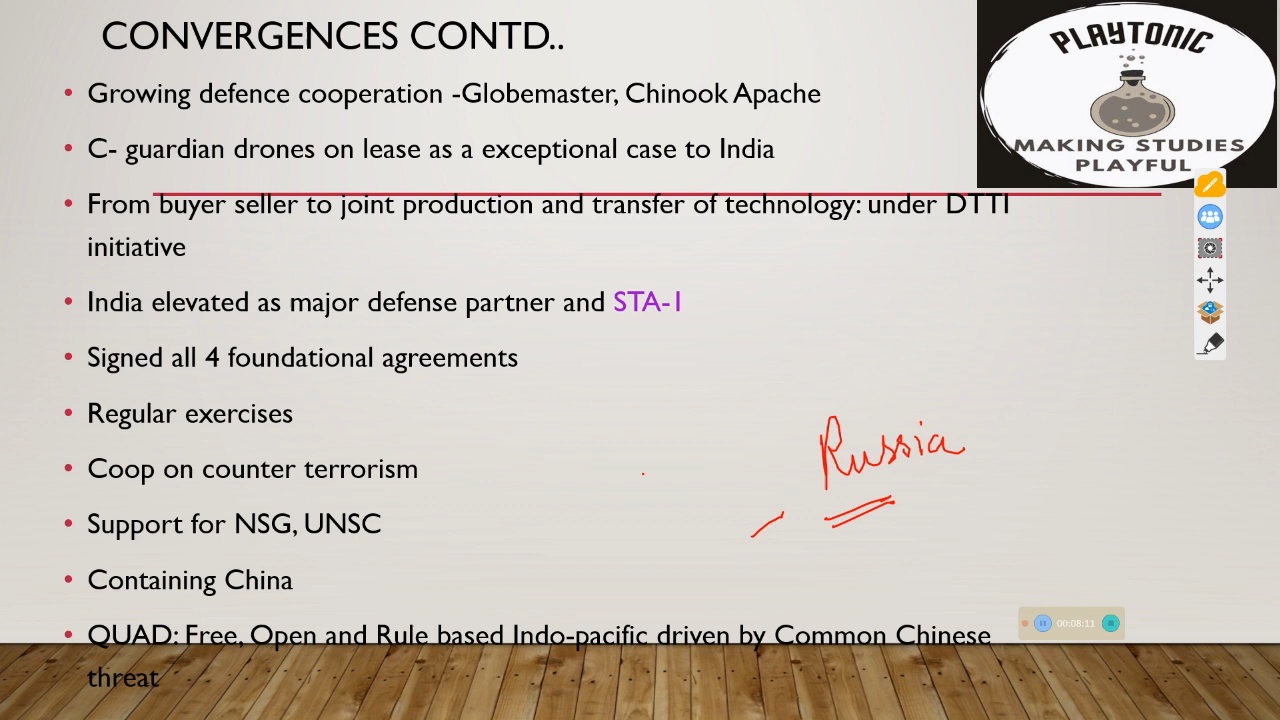 CONVERGENCES CONTD..
PLAYTONIC
MAKING STUDIES
PLAYFUL
• Growing defence cooperation -Globemaster, Chinook Apache
• C- guardian drones on lease as a exceptional case to India
• From buyer seller to joint production and transfer of technology: under DTTI
initiative
• India elevated as major defense partner and STA-1
• Signed all 4 foundational agreements
• Regular exercises
• Coop on counter terrorism
Russia
• Support for NSG, UNSC
• Containing China
• QUAD: Free, Open and Rule based Indo-pacific driven by Common Chinese
threat
00:08:11